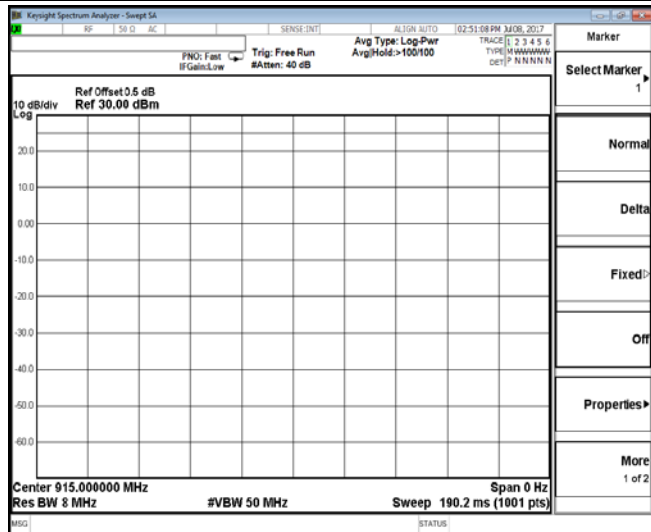 Keysight Spectrum Analyzer - Swept SA
RF 50 Ω AC SENSE:INT ALIGN AUTO 02:51:08 PM Jul 08, 2017
PNO: Fast Trig: Free Run Avg Type: Log-Pwr TRACE 1 2 3 4 5 6
IFGain:Low #Atten: 40 dB Avg|Hold:>100/100 TYPE M WWWWW
DET P N N N N N
Ref Offset 0.5 dB
10 dB/div Ref 30.00 dBm
Log
20.0
10.0
0.00
-10.0
-20.0
-30.0
-40.0
-50.0
-60.0
Center 915.000000 MHz Span 0 Hz
Res BW 8 MHz #VBW 50 MHz Sweep 190.2 ms (1001 pts)
MSG STATUS
Marker
Select Marker
1
Normal
Delta
Fixed
Off
Properties
More
1 of 2